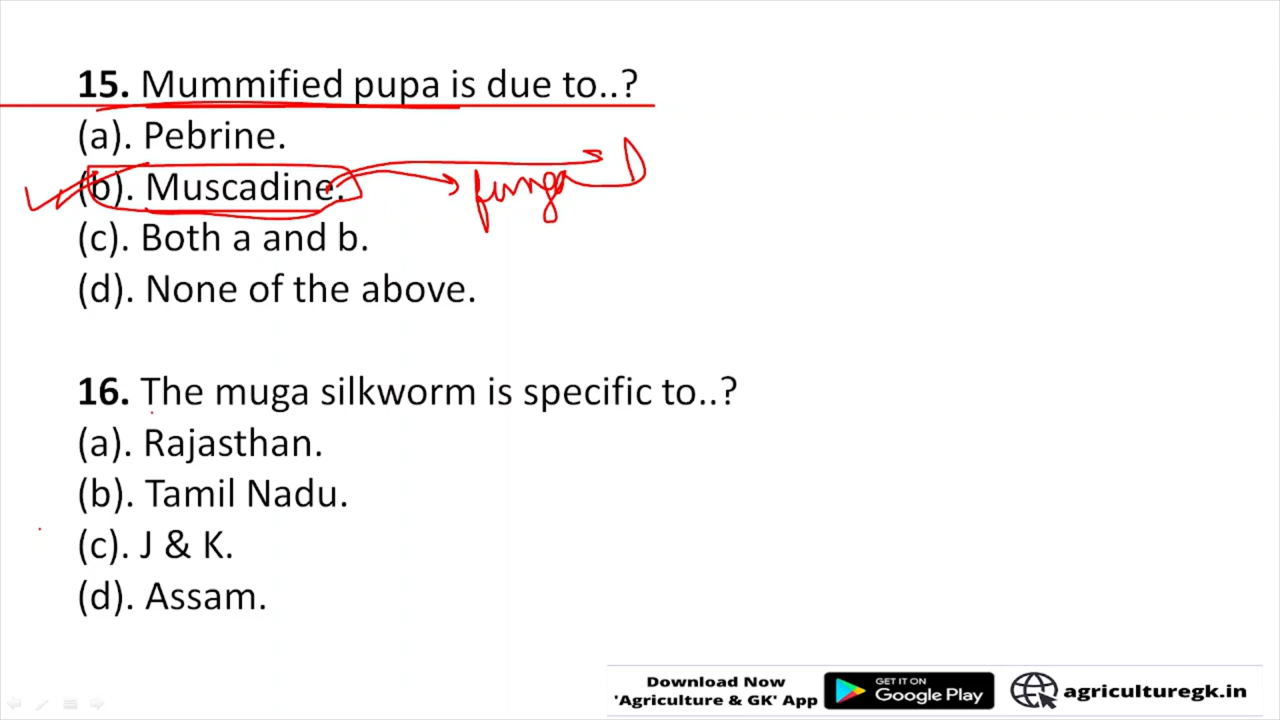 15. Mummified pupa is due to..?
(a). Pebrine.
(b). Muscadine.
funga
(c). Both a and b.
(d). None of the above.
16. The muga silkworm is specific to..?
(a). Rajasthan.
(b). Tamil Nadu.
(c). J & K.
(d). Assam.
Download Now
'Agriculture & GK' App
GET IT ON
Google Play
agriculturegk.in